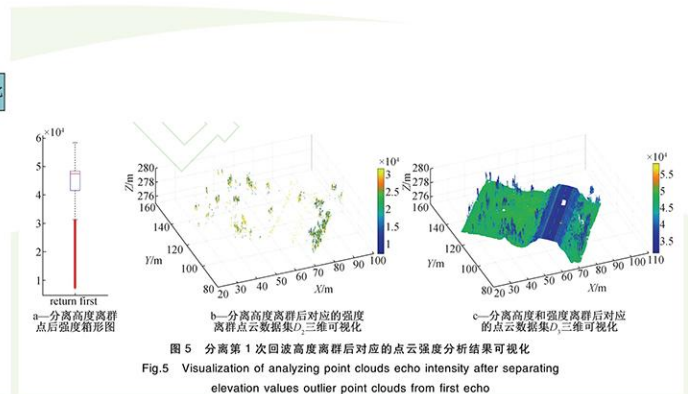 ×10⁴
6
5
4
3
2
1
return first
a—分离高度离群
点后强度箱形图
280
278
276
Z/m
160
140
120
100
80
Y/m
20 30 40 50 60 70 80 90 100
X/m
×10⁴
3
2.5
2
1.5
1
b—分离高度离群后对应的强度
离群点云数据集D₂三维可视化
280
278
276
Z/m
160
140
120
100
80
Y/m
20 30 40 50 60 70 80 90 100 110
X/m
×10⁴
5.5
5
4.5
4
3.5
c—分离高度和强度离群后对应
的点云数据集D₃三维可视化
图 5 分离第 1 次回波高度离群后对应的点云强度分析结果可视化
Fig.5 Visualization of analyzing point clouds echo intensity after separating
elevation values outlier point clouds from first echo